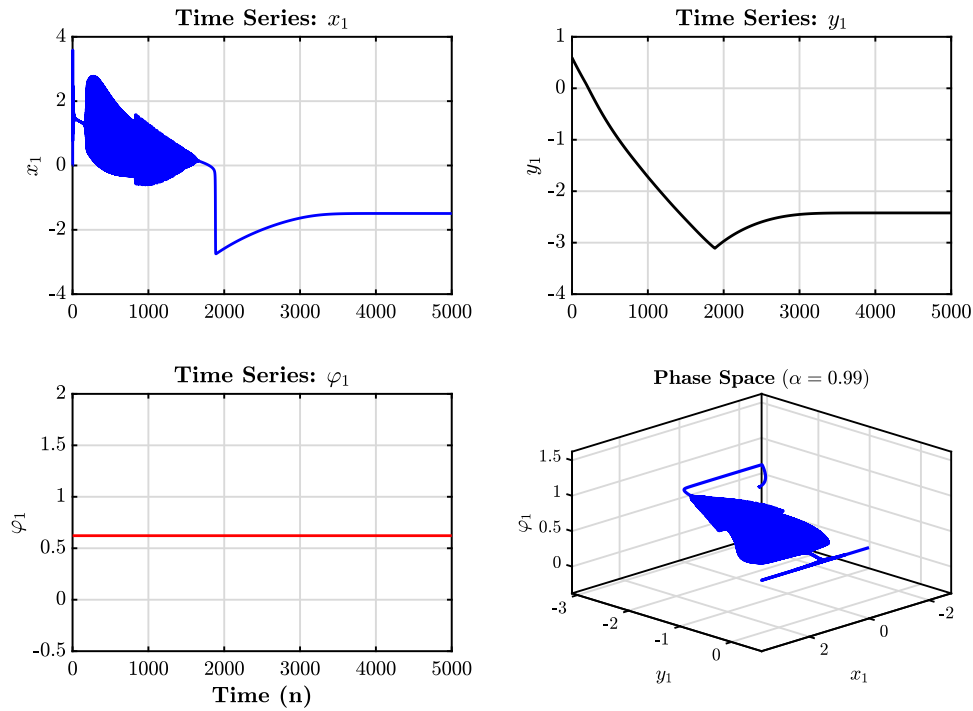 Time Series: x₁
4
2
0
-2
-4
x₁
0 1000 2000 3000 4000 5000
Time Series: y₁
1
0
-1
-2
-3
-4
y₁
0 1000 2000 3000 4000 5000
Time Series: φ₁
2
1.5
1
0.5
0
-0.5
φ₁
0 1000 2000 3000 4000 5000
Time (n)
Phase Space (α = 0.99)
1.5
1
0.5
0
φ₁
-3 -2 -1 0
y₁
2 0 -2
x₁